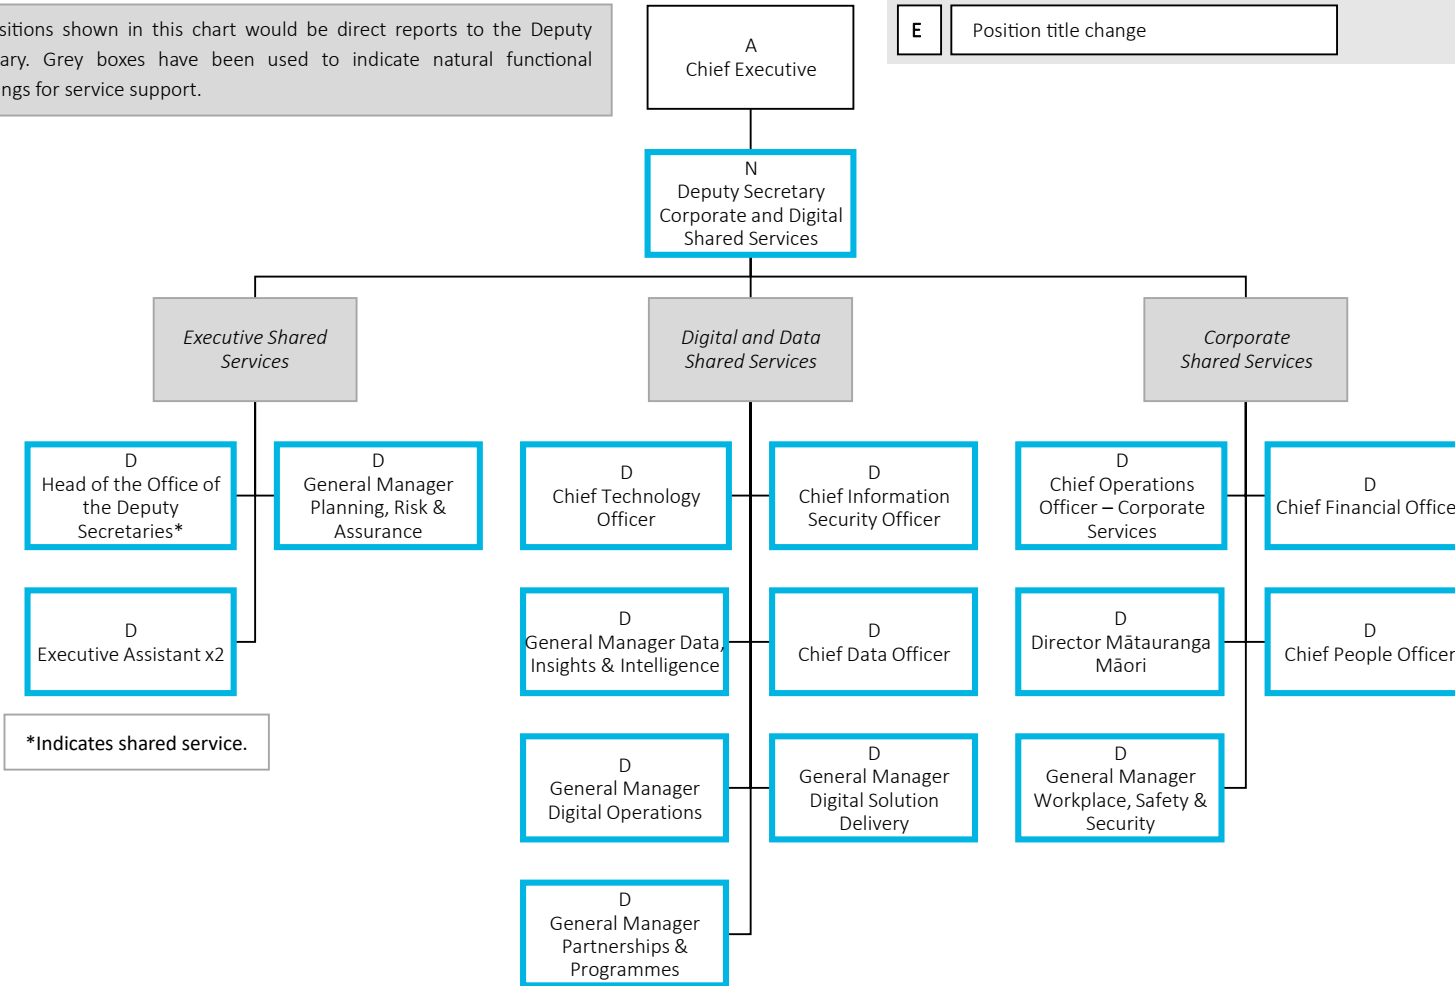 sitions shown in this chart would be direct reports to the Deputy
ary. Grey boxes have been used to indicate natural functional
ngs for service support.
E
Position title change
A
Chief Executive
N
Deputy Secretary
Corporate and Digital
Shared Services
Executive Shared
Services
Digital and Data
Shared Services
Corporate
Shared Services
D
Head of the Office of
the Deputy
Secretaries*
D
General Manager
Planning, Risk &
Assurance
D
Chief Technology
Officer
D
Chief Information
Security Officer
D
Chief Operations
Officer – Corporate
Services
D
Chief Financial Office
D
Executive Assistant x2
D
General Manager Data,
Insights & Intelligence
D
Chief Data Officer
D
Director Mātauranga
Māori
D
Chief People Officer
*Indicates shared service.
D
General Manager
Digital Operations
D
General Manager
Digital Solution
Delivery
D
General Manager
Workplace, Safety &
Security
D
General Manager
Partnerships &
Programmes